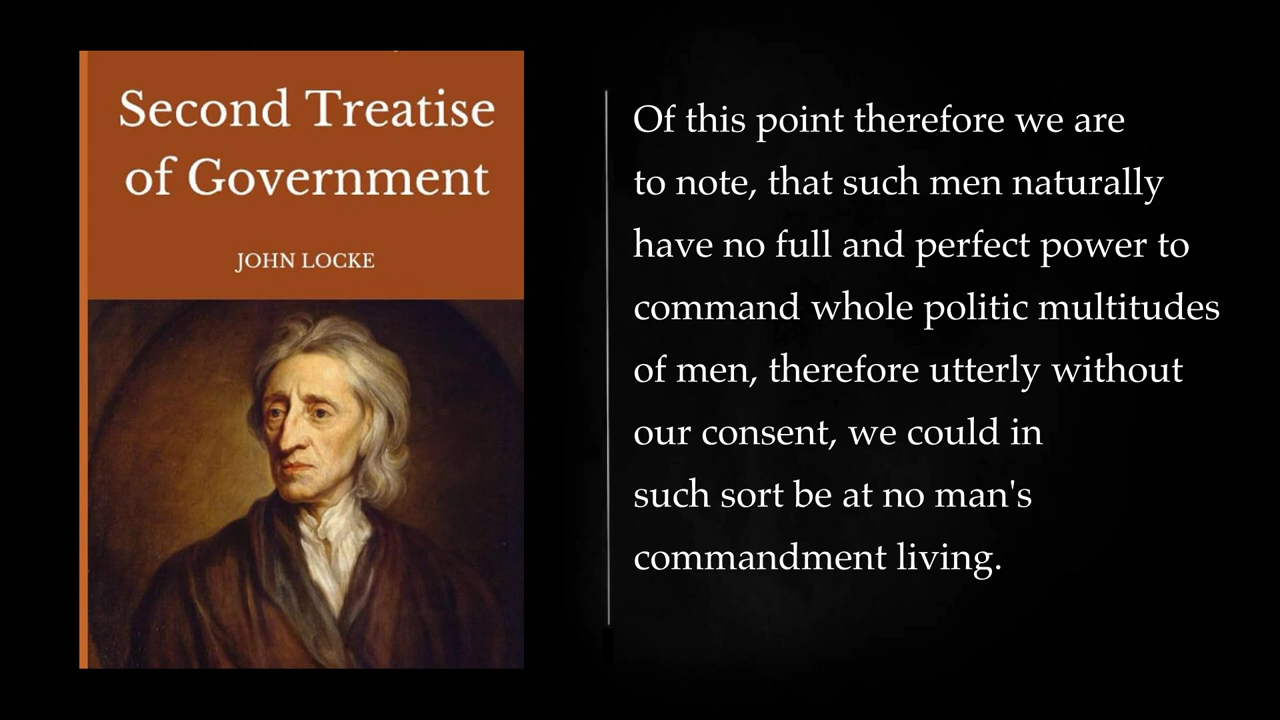 Second Treatise
of Government
JOHN LOCKE
Of this point therefore we are
to note, that such men naturally
have no full and perfect power to
command whole politic multitudes
of men, therefore utterly without
our consent, we could in
such sort be at no man's
commandment living.